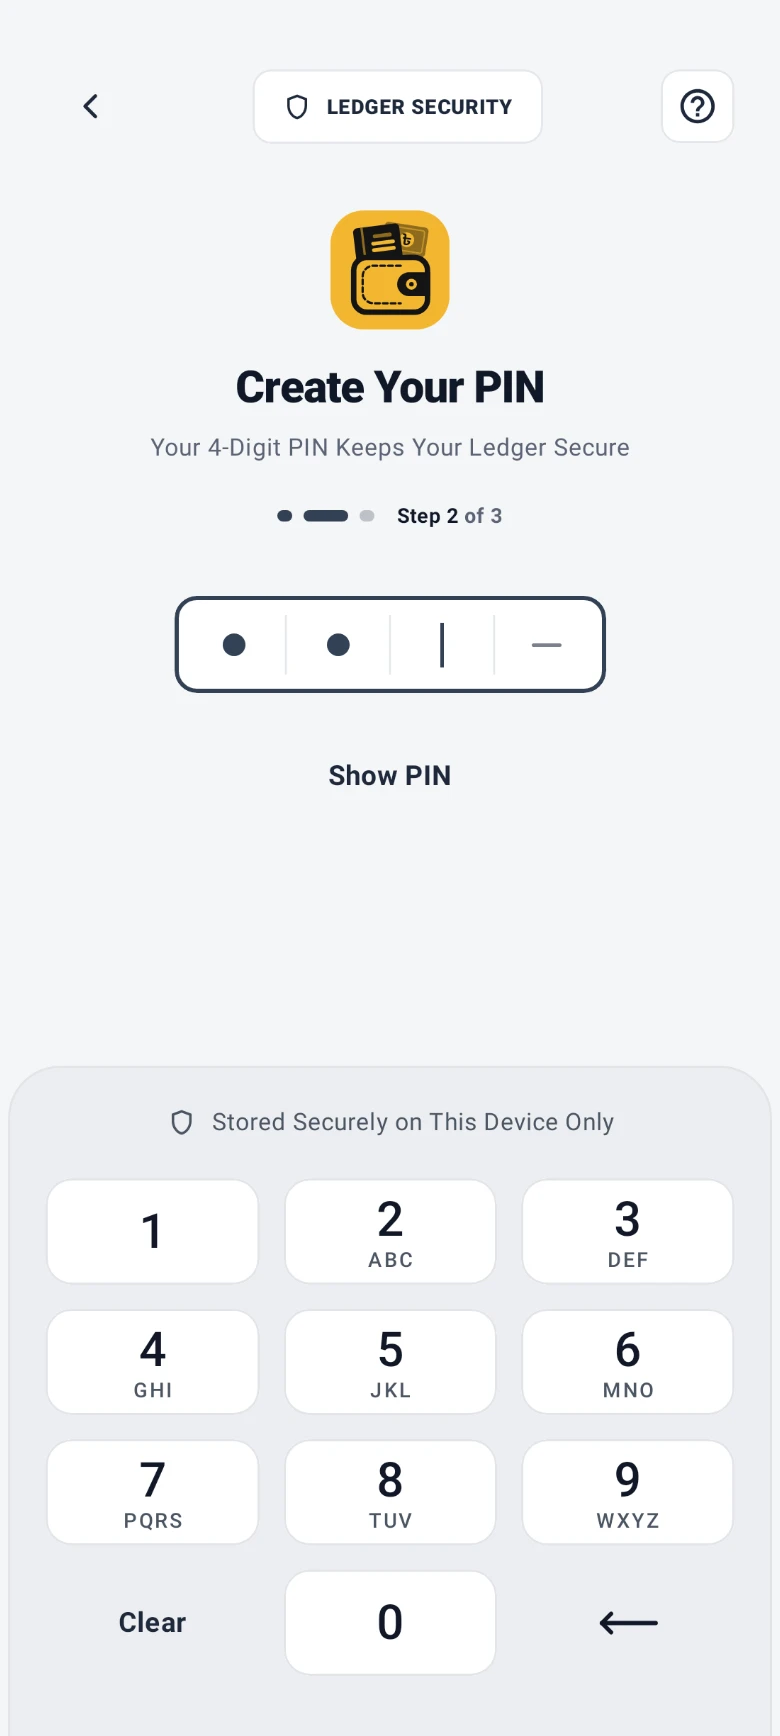 LEDGER SECURITY
৳
Create Your PIN
Your 4-Digit PIN Keeps Your Ledger Secure
Step 2 of 3
Show PIN
Stored Securely on This Device Only
1
2
ABC
3
DEF
4
GHI
5
JKL
6
MNO
7
PQRS
8
TUV
9
WXYZ
Clear
0